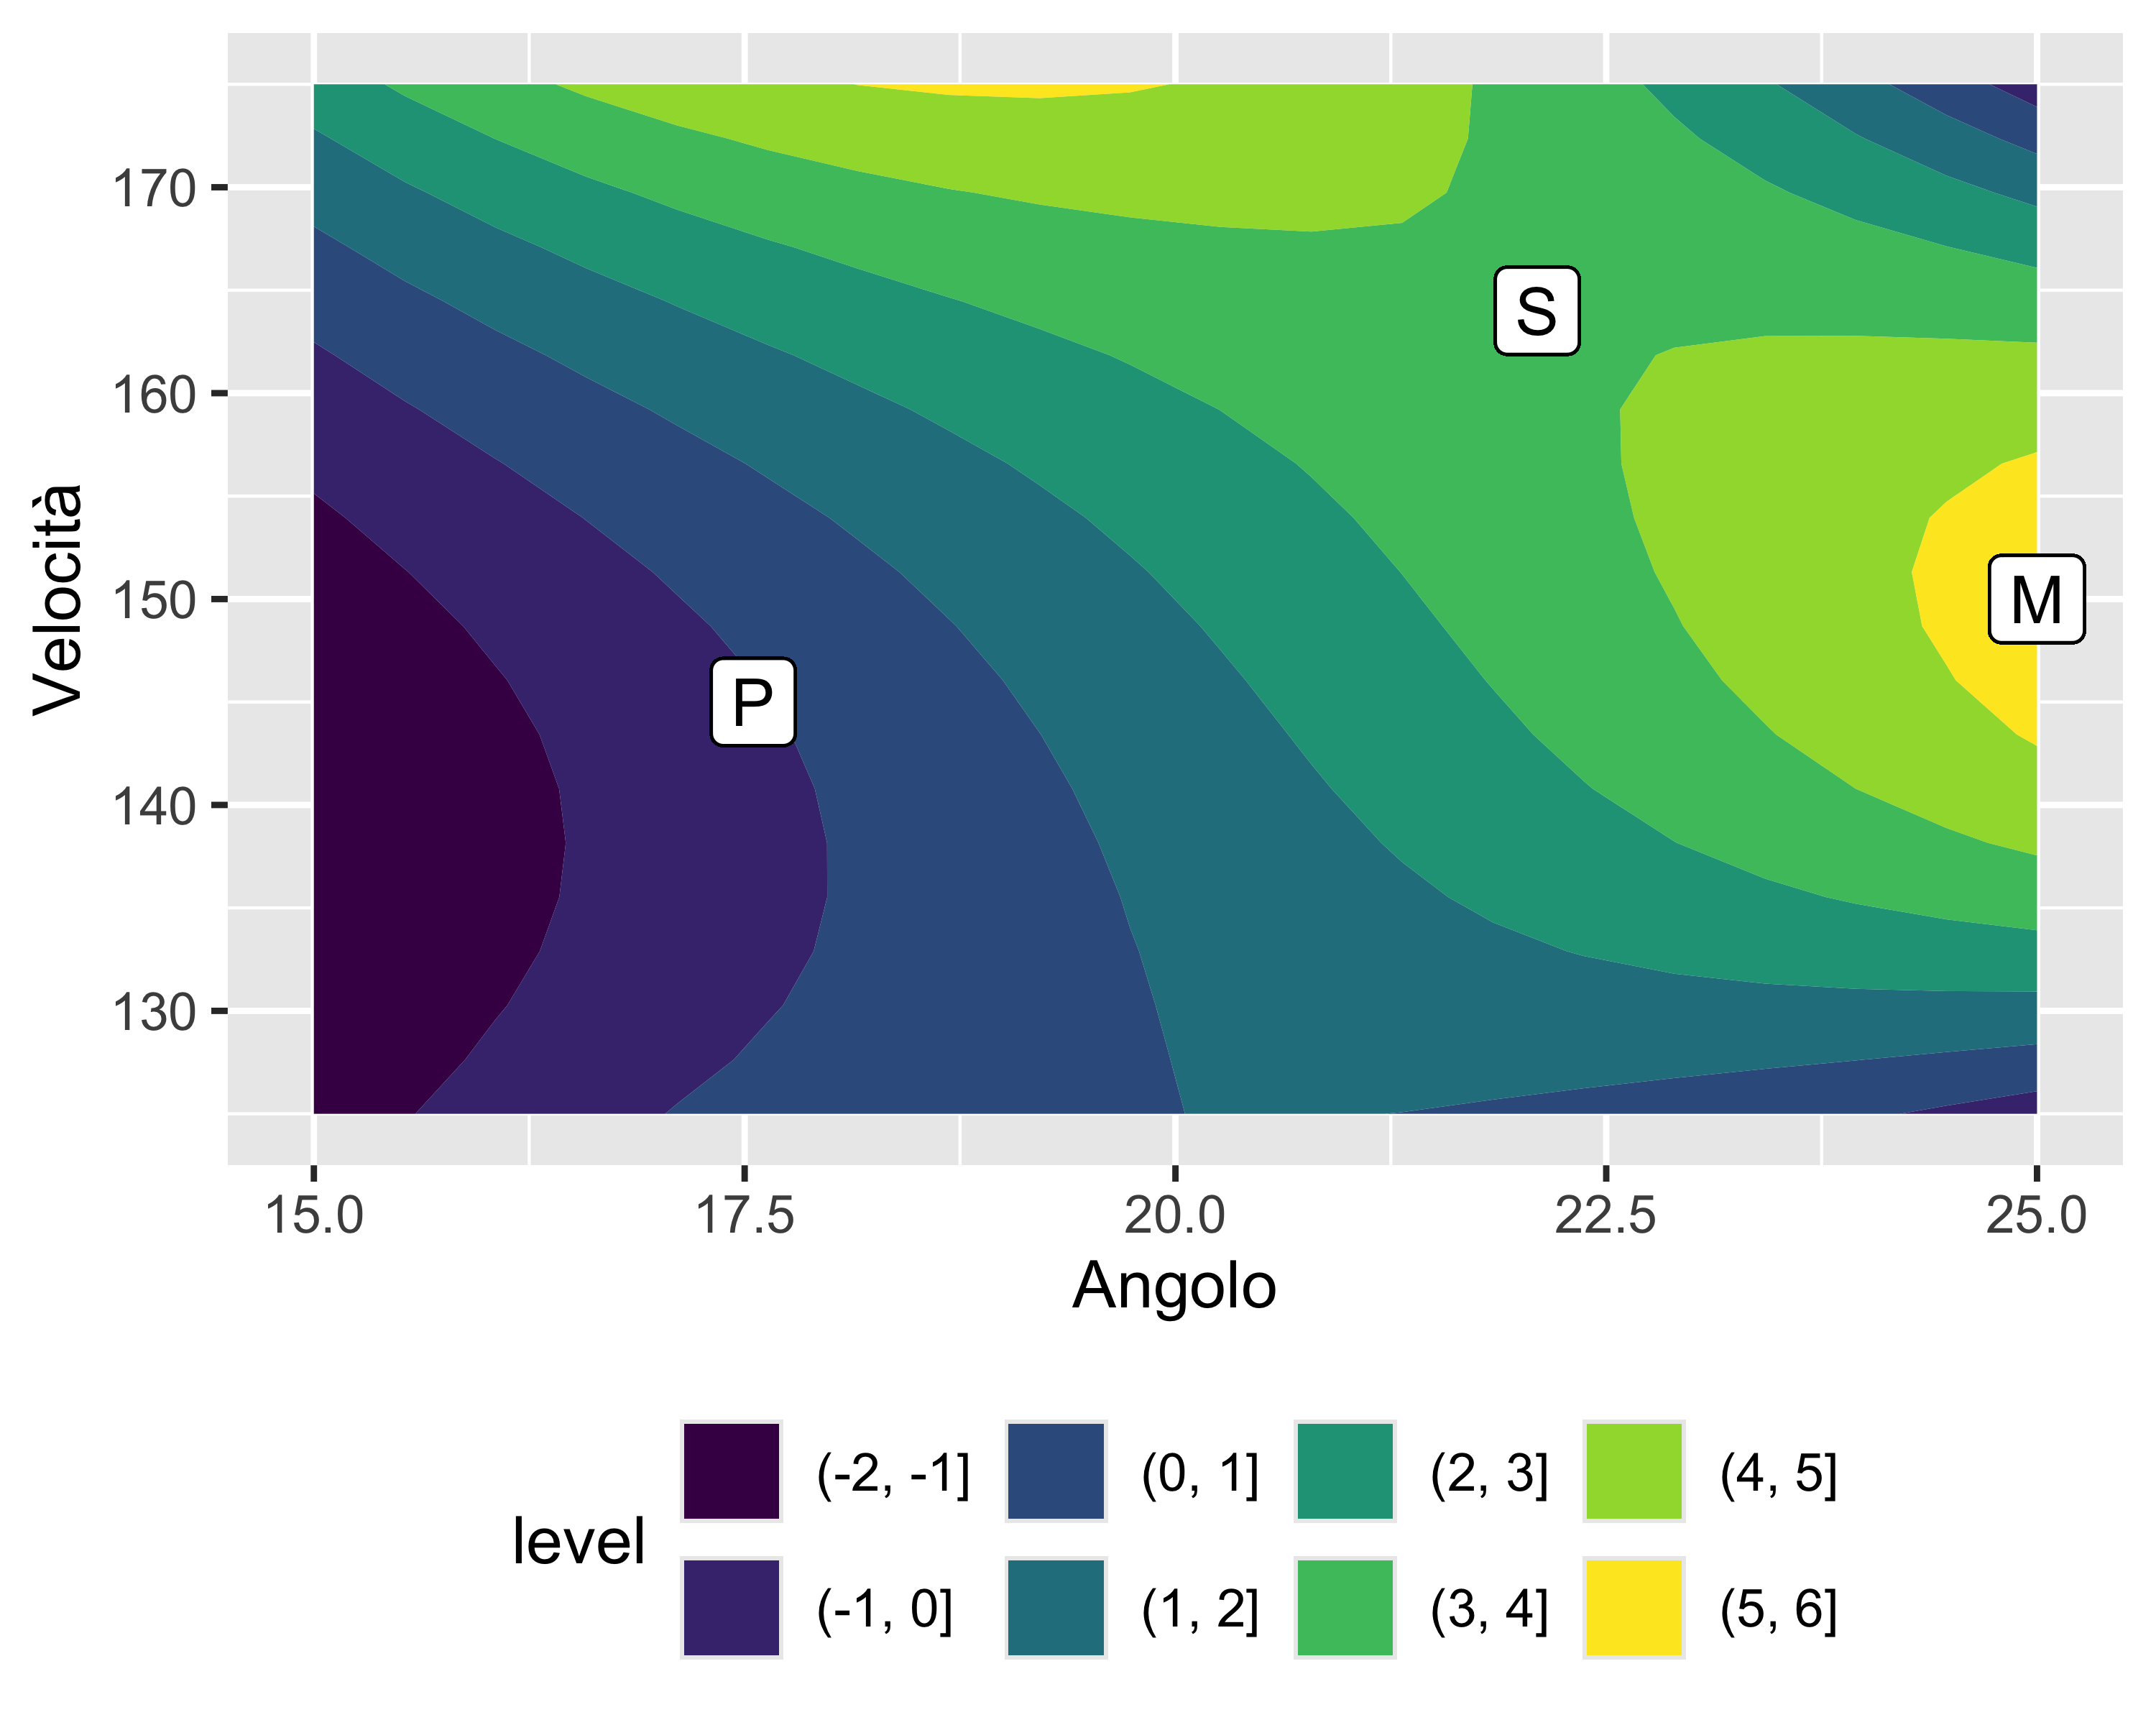 Velocità
170
160
150
140
130
S
M
P
15.0 17.5 20.0 22.5 25.0
Angolo
level
(-2, -1] (0, 1] (2, 3] (4, 5]
(-1, 0] (1, 2] (3, 4] (5, 6]